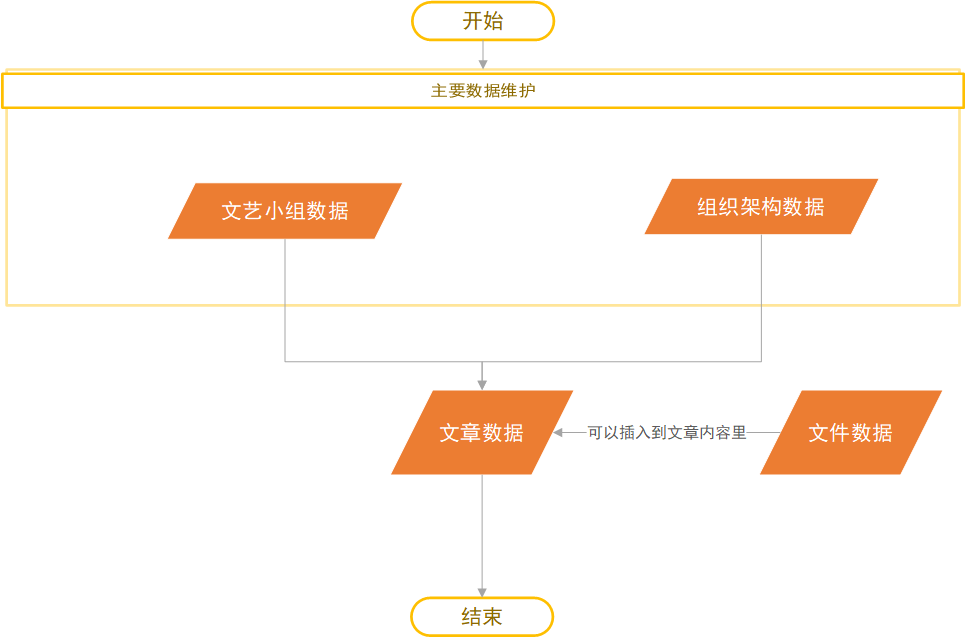 开始
主要数据维护
文艺小组数据
组织架构数据
文章数据
可以插入到文章内容里
文件数据
结束